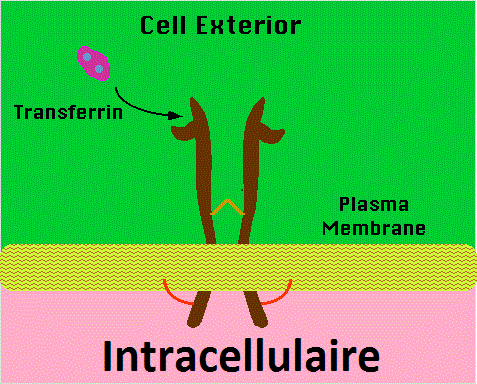 Cell Exterior
Transferrin
Plasma
Membrane
Intracellulaire